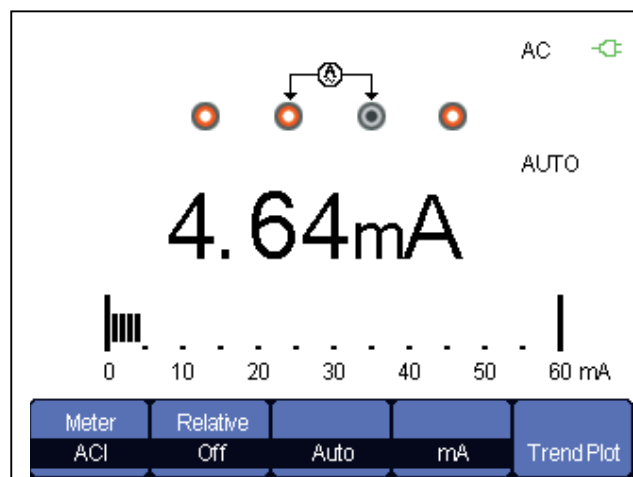 AC
A
AUTO
4.64mA
0 10 20 30 40 50 60 mA
Meter Relative
ACI Off Auto mA Trend Plot